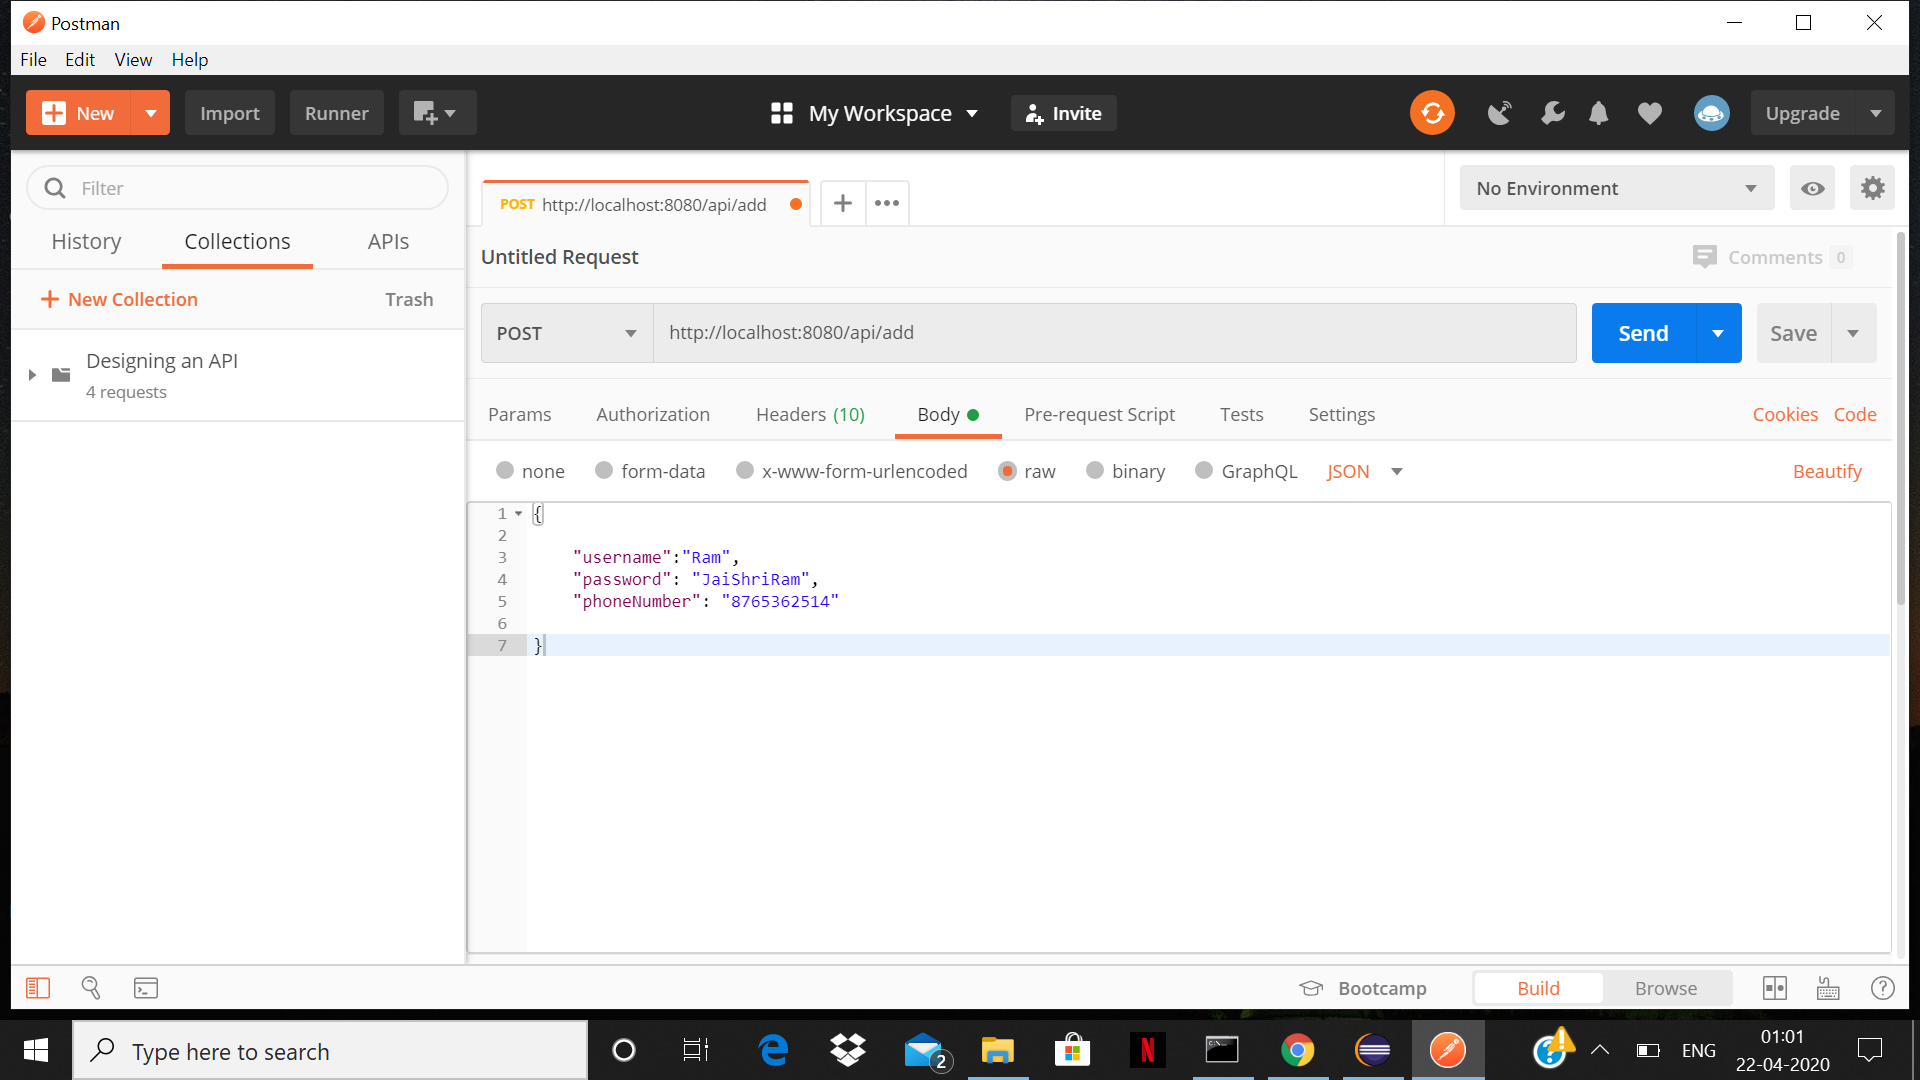 Postman
File Edit View Help
New Import Runner My Workspace Invite Upgrade
Filter
History Collections APIs
New Collection Trash
Designing an API
4 requests
POST http://localhost:8080/api/add
No Environment
Untitled Request
Comments 0
POST http://localhost:8080/api/add Send Save
Params Authorization Headers (10) Body Pre-request Script Tests Settings Cookies Code
none form-data x-www-form-urlencoded raw binary GraphQL JSON Beautify
1 {
2
3 "username":"Ram",
4 "password": "JaiShriRam",
5 "phoneNumber": "8765362514"
6
7 }
Bootcamp Build Browse
Type here to search
2
ENG
01:01
22-04-2020